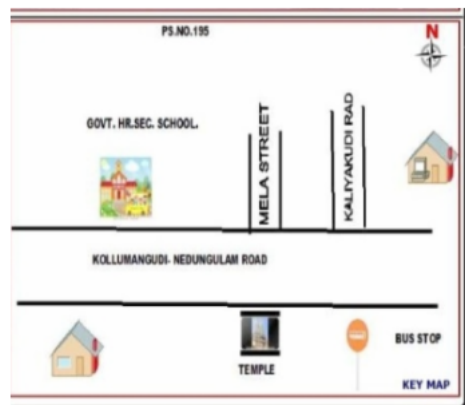 PS.NO.195
N
GOVT. HR.SEC. SCHOOL.
MELA STREET
KALIYAKUDI RAD
KOLLUMANGUDI- NEDUNGULAM ROAD
TEMPLE
BUS STOP
KEY MAP